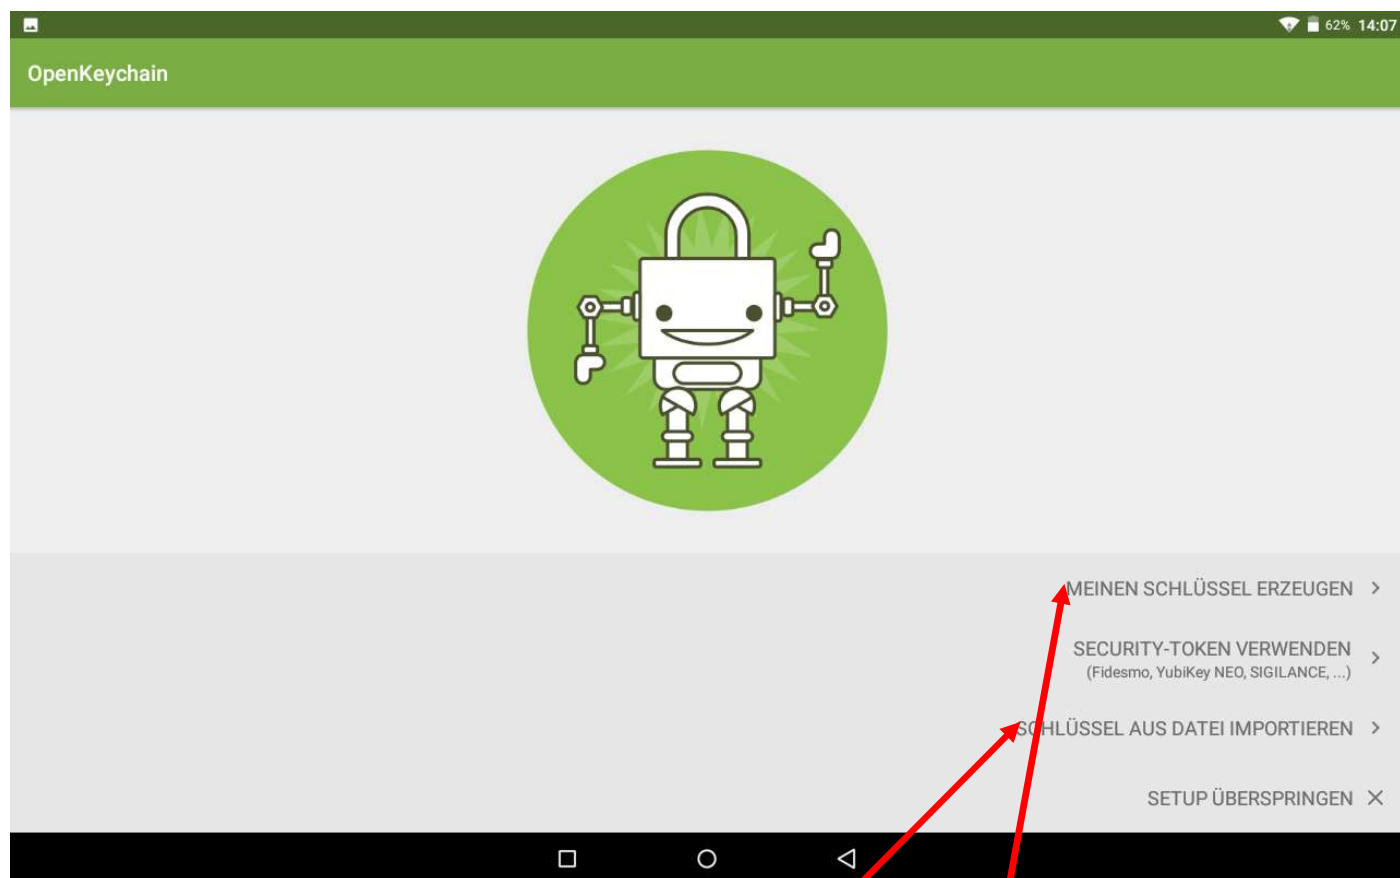 62% 14:07
OpenKeychain
MEINEN SCHLÜSSEL ERZEUGEN
SECURITY-TOKEN VERWENDEN
(Fidesmo, YubiKey NEO, SIGILANCE, ...)
SCHLÜSSEL AUS DATEI IMPORTIEREN
SETUP ÜBERSPRINGEN